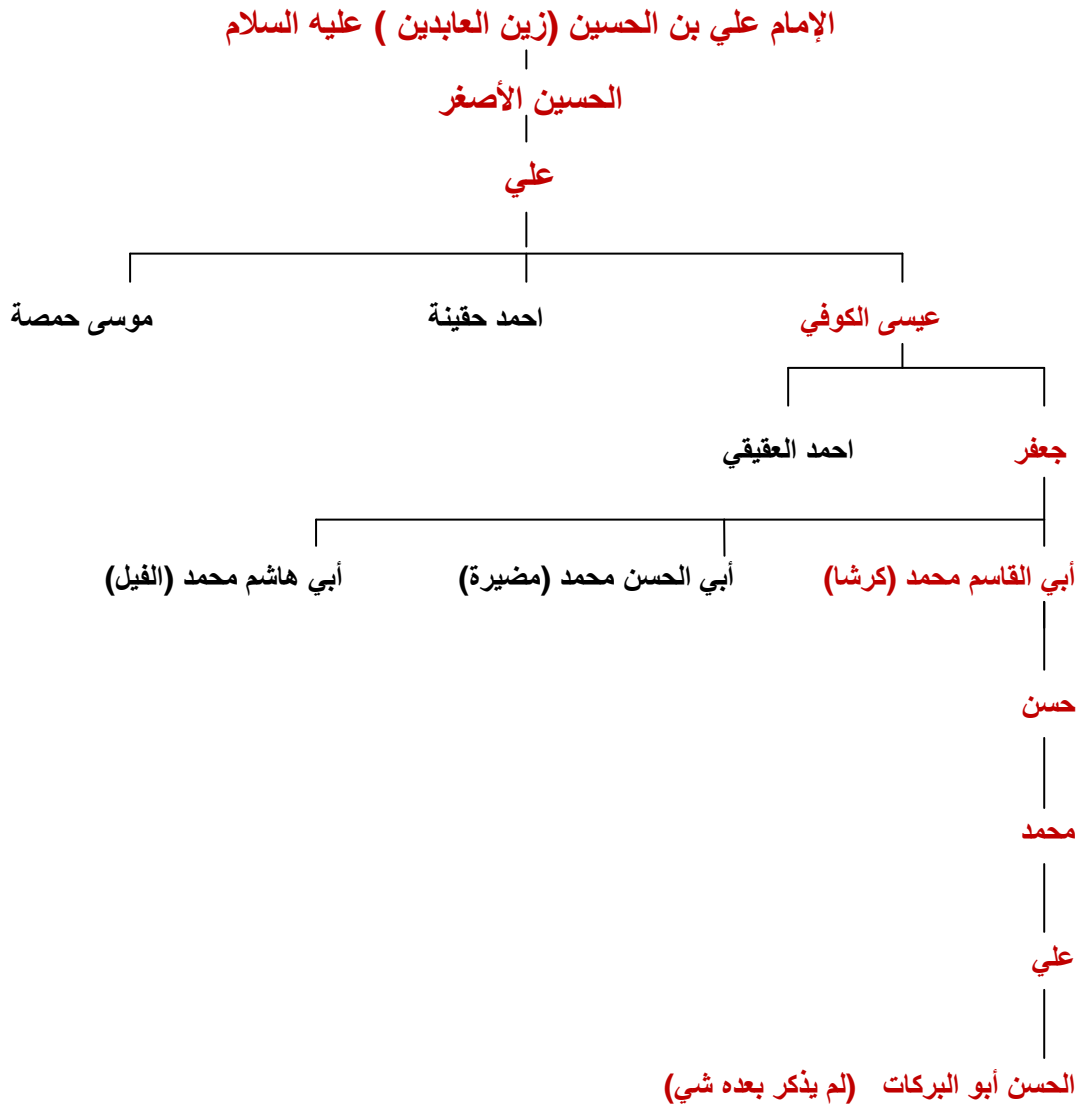 الإمام علي بن الحسين (زين العابدين ) عليه السلام
الحسين الأصغر
علي
عيسى الكوفي
احمد حقينة
موسى حمصة
جعفر
احمد العقيقي
أبي القاسم محمد (كرشا)
أبي الحسن محمد (مضيرة)
أبي هاشم محمد (الفيل)
حسن
محمد
علي
الحسن أبو البركات (لم يذكر بعده شي)